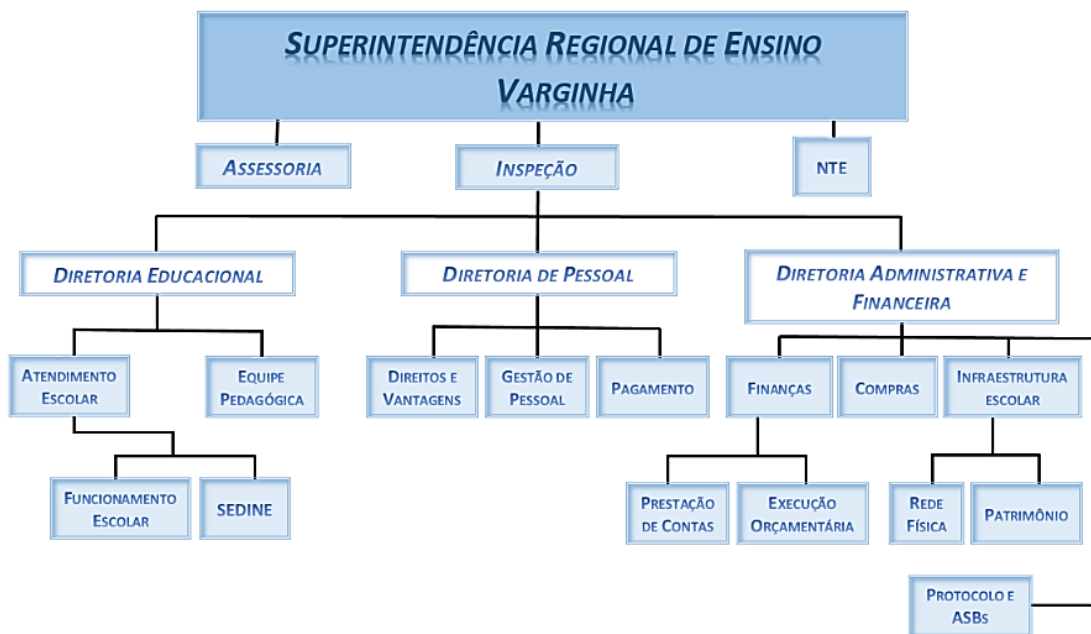 SUPERINTENDÊNCIA REGIONAL DE ENSINO
VARGINHA
ASSESSORIA
INSPEÇÃO
NTE
DIRETORIA EDUCACIONAL
DIRETORIA DE PESSOAL
DIRETORIA ADMINISTRATIVA E
FINANCEIRA
ATENDIMENTO
ESCOLAR
EQUIPE
PEDAGÓGICA
DIREITOS E
VANTAGENS
GESTÃO DE
PESSOAL
PAGAMENTO
FINANÇAS
COMPRAS
INFRAESTRUTURA
ESCOLAR
FUNCIONAMENTO
ESCOLAR
SEDINE
PRESTAÇÃO
DE CONTAS
EXECUÇÃO
ORÇAMENTÁRIA
REDE
FÍSICA
PATRIMÔNIO
PROTOCOLO E
ASBS